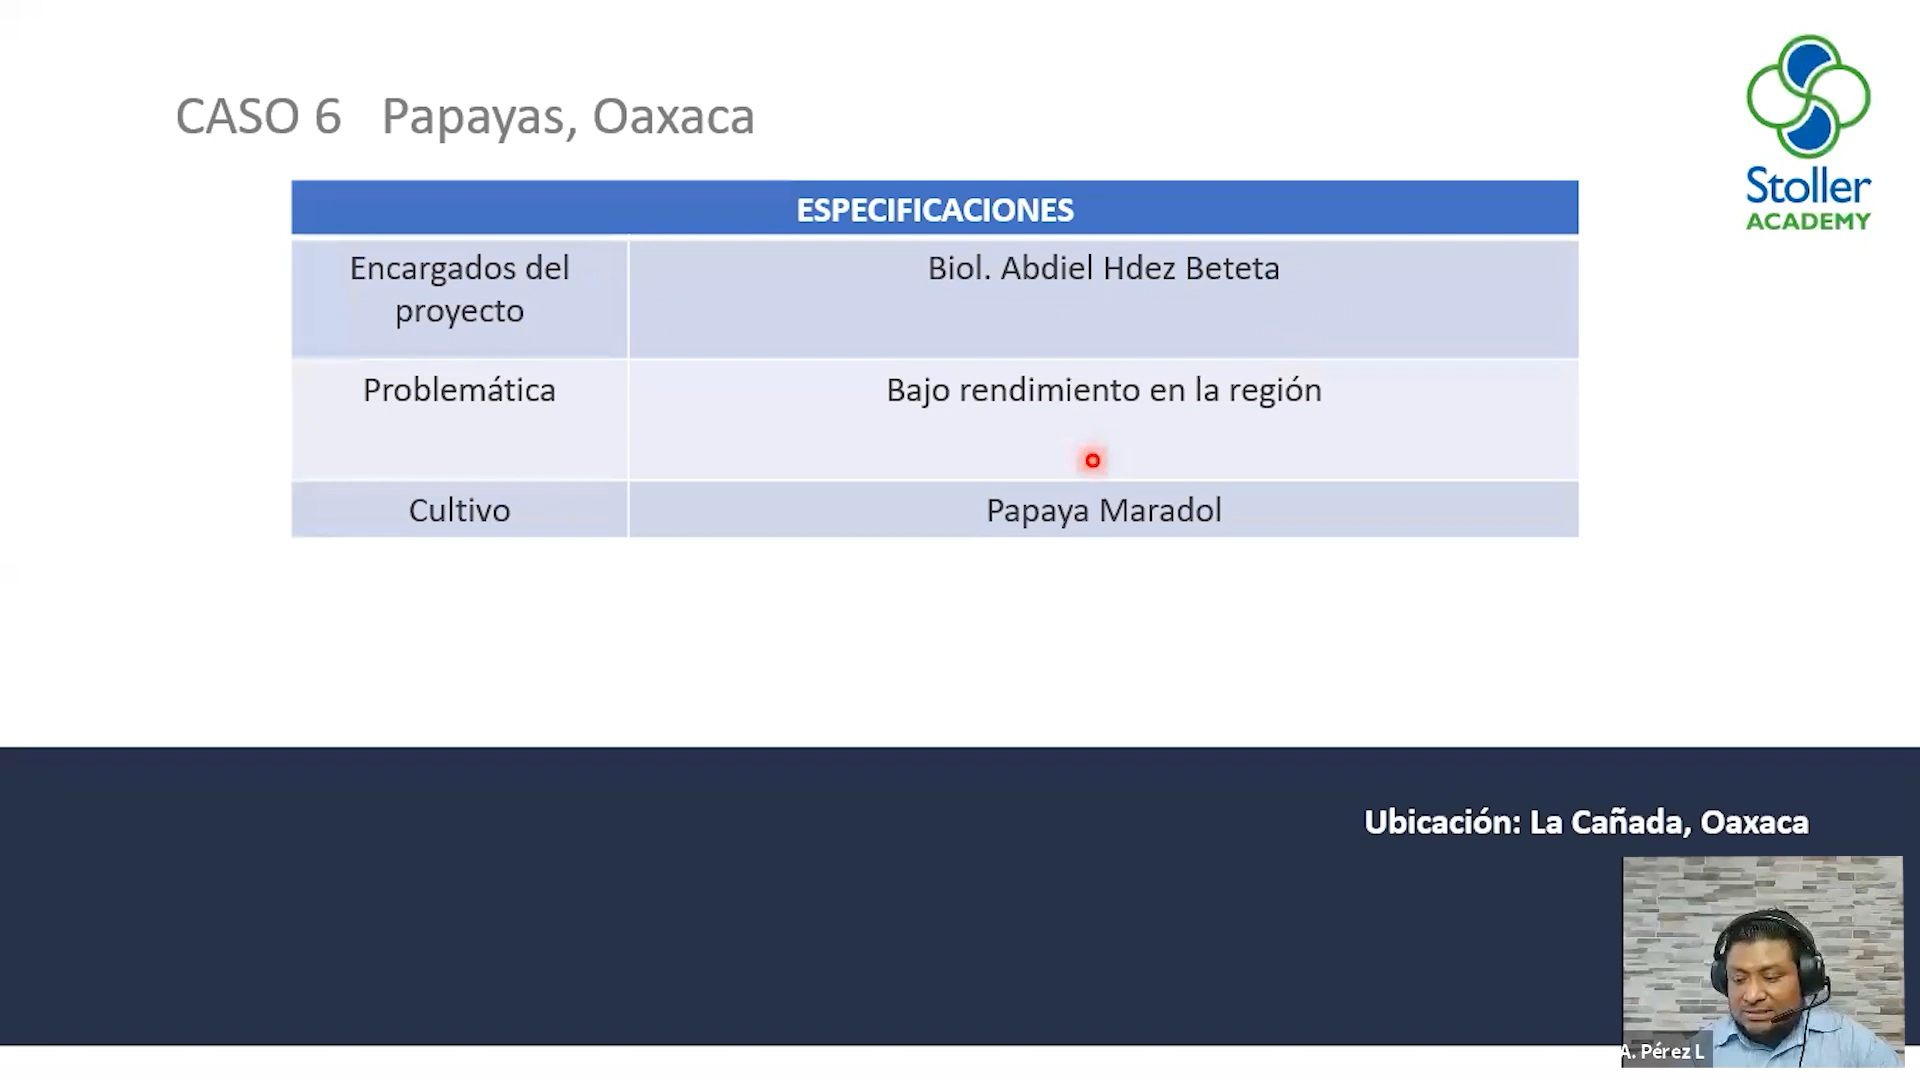 CASO 6 Papayas, Oaxaca
Stoller
ACADEMY
ESPECIFICACIONES
Encargados del
proyecto
Biol. Abdiel Hdez Beteta
Problemática
Bajo rendimiento en la región
Cultivo
Papaya Maradol
Ubicación: La Cañada, Oaxaca
A. Pérez L